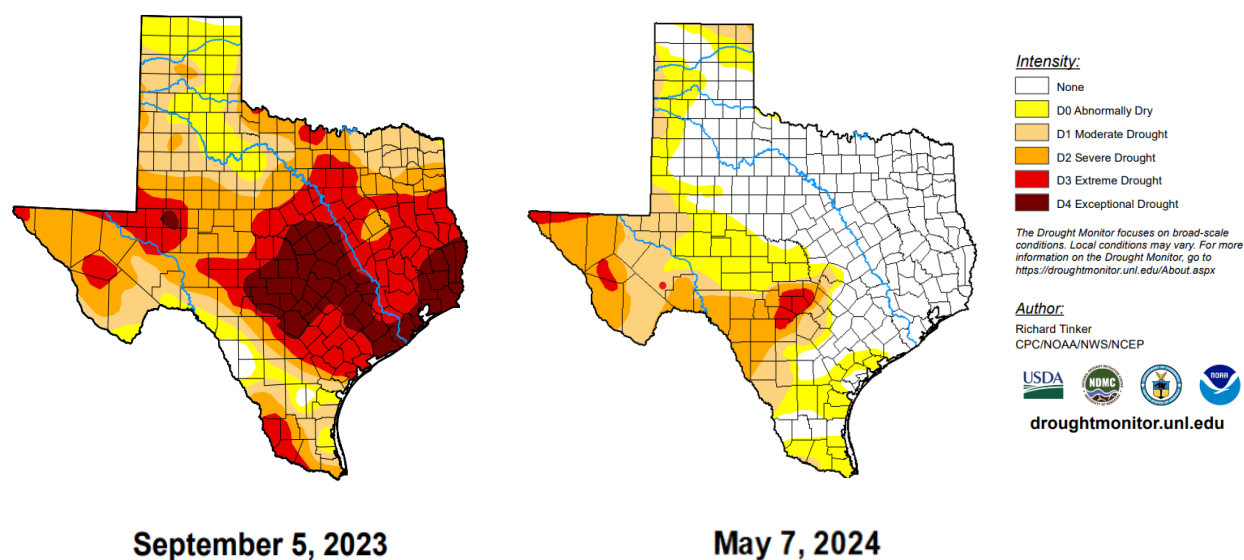 Intensity:
None
D0 Abnormally Dry
D1 Moderate Drought
D2 Severe Drought
D3 Extreme Drought
D4 Exceptional Drought
The Drought Monitor focuses on broad-scale
conditions. Local conditions may vary. For more
information on the Drought Monitor, go to
https://droughtmonitor.unl.edu/About.aspx
Author:
Richard Tinker
CPC/NOAA/NWS/NCEP
USDA
NDMC
NOAA
droughtmonitor.unl.edu
September 5, 2023
May 7, 2024